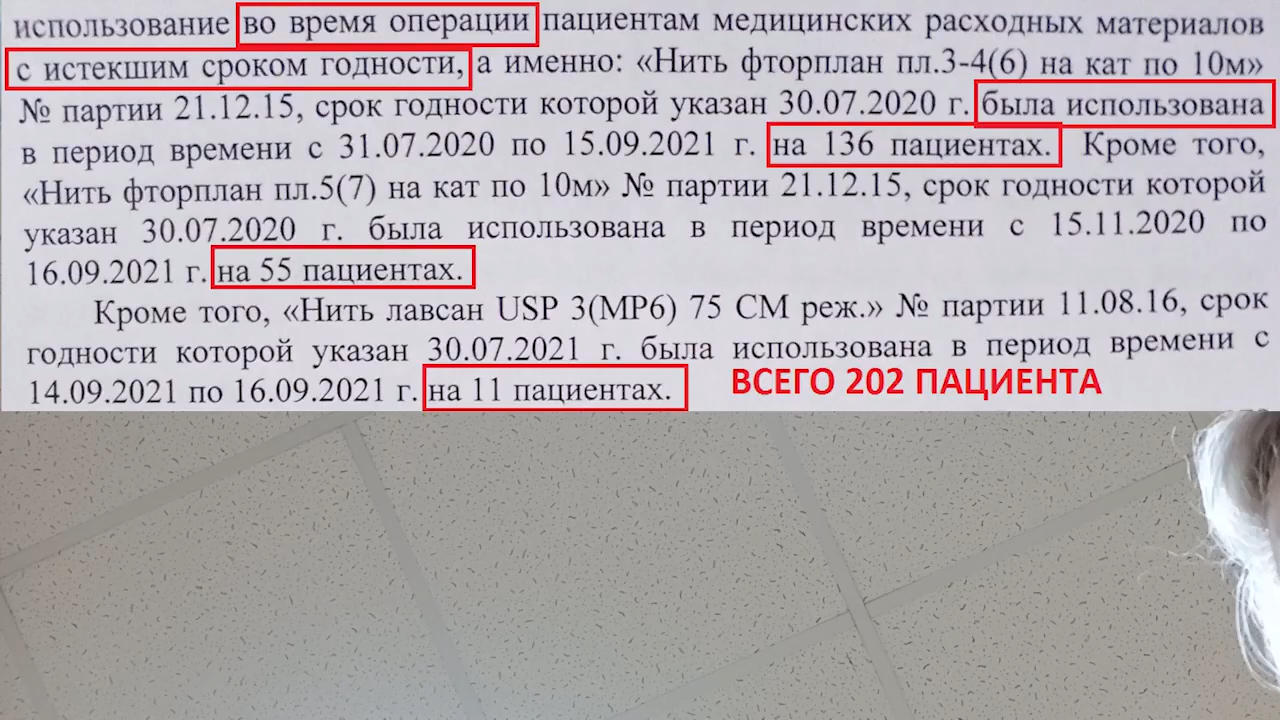 использование во время операции пациентам медицинских расходных материалов
с истекшим сроком годности, а именно: «Нить фторплан пл.3-4(6) на кат по 10м»
№ партии 21.12.15, срок годности которой указан 30.07.2020 г. была использована
в период времени с 31.07.2020 по 15.09.2021 г. на 136 пациентах. Кроме того,
«Нить фторплан пл.5(7) на кат по 10м» № партии 21.12.15, срок годности которой
указан 30.07.2020 г. была использована в период времени с 15.11.2020 по
16.09.2021 г. на 55 пациентах.
Кроме того, «Нить лавсан USP 3(MP6) 75 СМ реж.» № партии 11.08.16, срок
годности которой указан 30.07.2021 г. была использована в период времени с
14.09.2021 по 16.09.2021 г. на 11 пациентах.
ВСЕГО 202 ПАЦИЕНТА